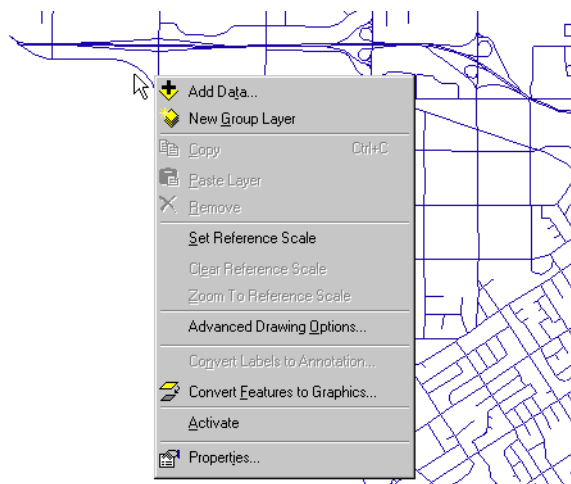 Add Data...
New Group Layer
Copy Ctrl+C
Paste Layer
Remove
Set Reference Scale
Clear Reference Scale
Zoom To Reference Scale
Advanced Drawing Options...
Convert Labels to Annotation...
Convert Features to Graphics...
Activate
Properties...